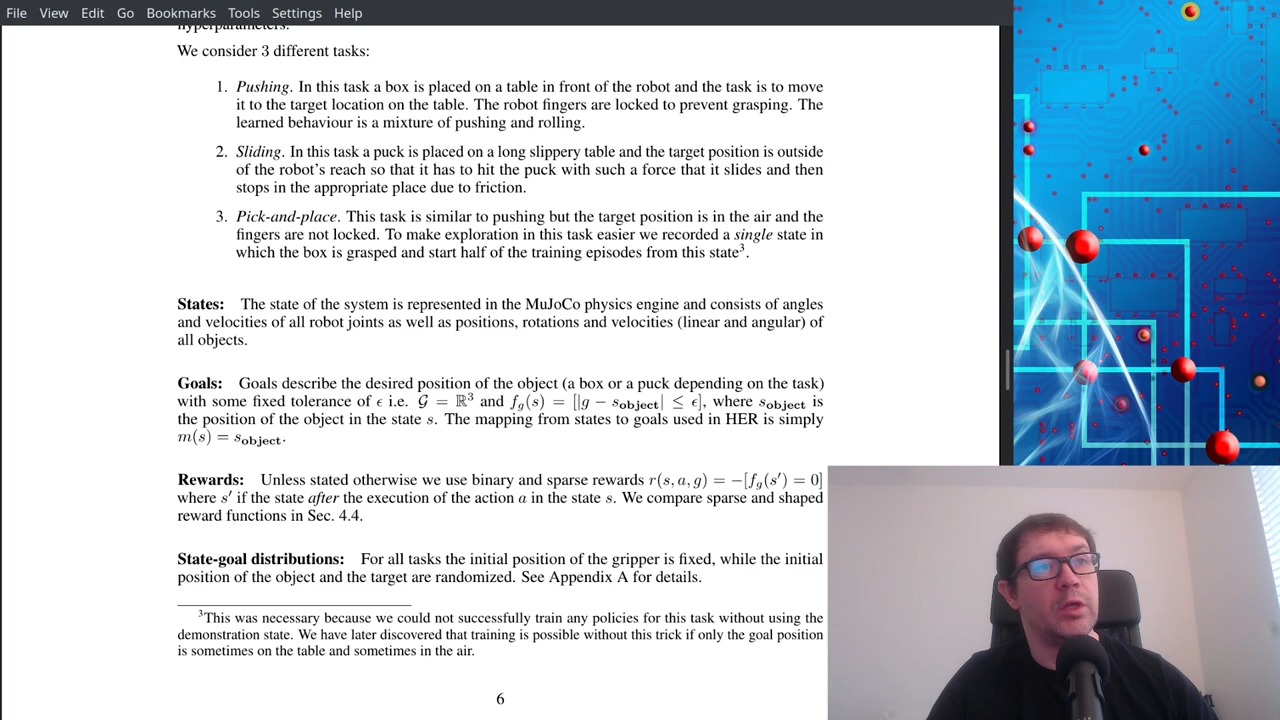 File View Edit Go Bookmarks Tools Settings Help
hyperparameters.
We consider 3 different tasks:
1. Pushing. In this task a box is placed on a table in front of the robot and the task is to move
it to the target location on the table. The robot fingers are locked to prevent grasping. The
learned behaviour is a mixture of pushing and rolling.
2. Sliding. In this task a puck is placed on a long slippery table and the target position is outside
of the robot's reach so that it has to hit the puck with such a force that it slides and then
stops in the appropriate place due to friction.
3. Pick-and-place. This task is similar to pushing but the target position is in the air and the
fingers are not locked. To make exploration in this task easier we recorded a single state in
which the box is grasped and start half of the training episodes from this state³.
States: The state of the system is represented in the MuJoCo physics engine and consists of angles
and velocities of all robot joints as well as positions, rotations and velocities (linear and angular) of
all objects.
Goals: Goals describe the desired position of the object (a box or a puck depending on the task)
with some fixed tolerance of ϵ i.e. 𝒢 = ℝ³ and f_g(s) = [|g − s_object| ≤ ϵ], where s_object is
the position of the object in the state s. The mapping from states to goals used in HER is simply
m(s) = s_object.
Rewards: Unless stated otherwise we use binary and sparse rewards r(s, a, g) = −[f_g(s′) = 0]
where s′ if the state after the execution of the action a in the state s. We compare sparse and shaped
reward functions in Sec. 4.4.
State-goal distributions: For all tasks the initial position of the gripper is fixed, while the initial
position of the object and the target are randomized. See Appendix A for details.
³This was necessary because we could not successfully train any policies for this task without using the
demonstration state. We have later discovered that training is possible without this trick if only the goal position
is sometimes on the table and sometimes in the air.
6